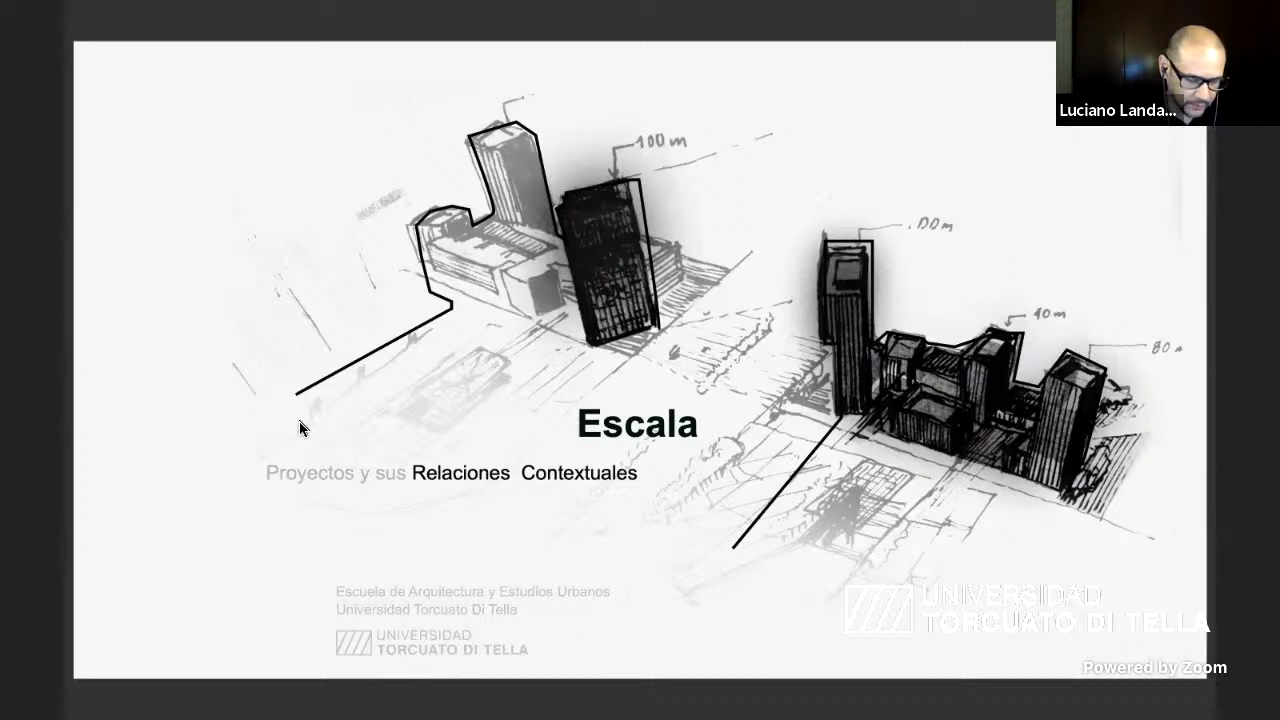 Luciano Landa...
100 m
40 m
80 m
Escala
Proyectos y sus Relaciones Contextuales
Escuela de Arquitectura y Estudios Urbanos
Universidad Torcuato Di Tella
UNIVERSIDAD
TORCUATO DI TELLA
UNIVERSIDAD
TORCUATO DI TELLA
Powered by Zoom